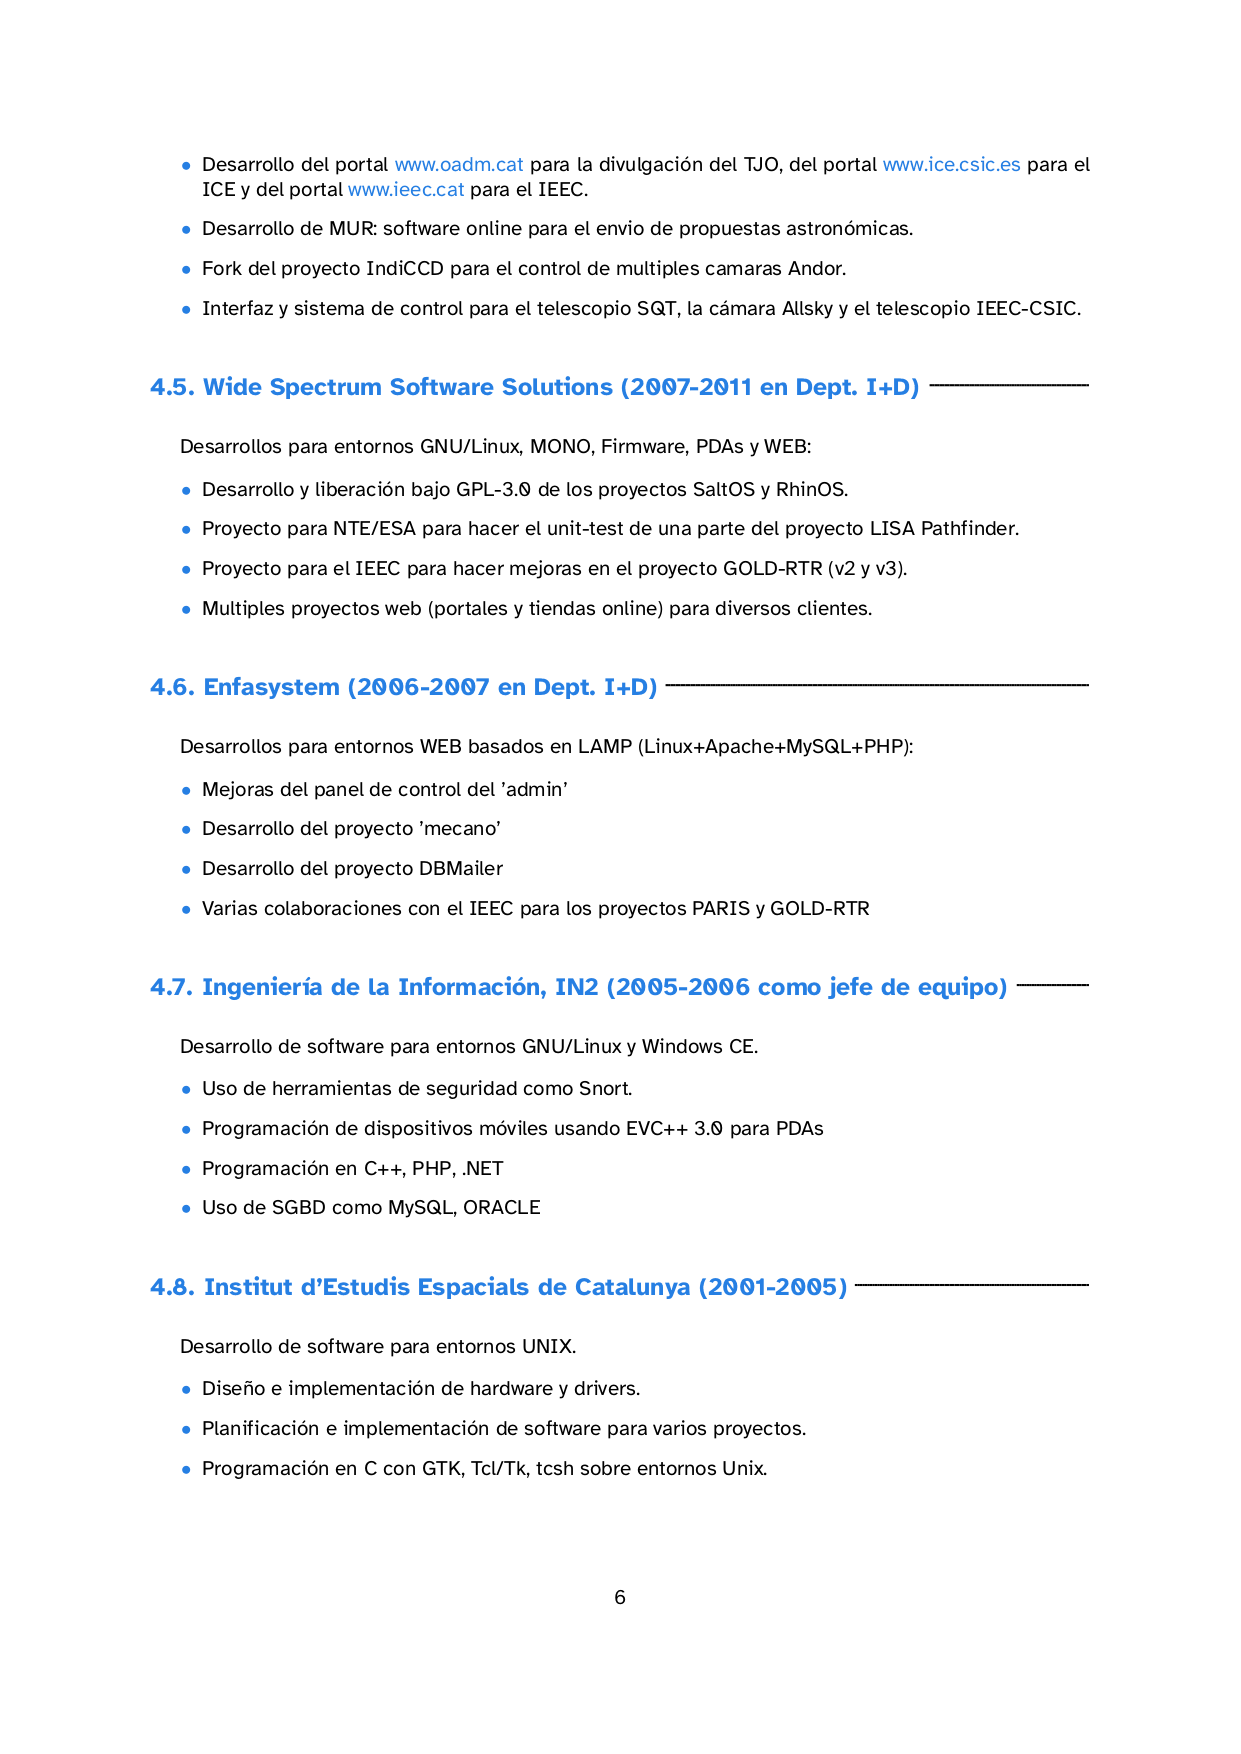 • Desarrollo del portal www.oadm.cat para la divulgación del TJO, del portal www.ice.csic.es para el
ICE y del portal www.ieec.cat para el IEEC.
• Desarrollo de MUR: software online para el envio de propuestas astronómicas.
• Fork del proyecto IndiCCD para el control de multiples camaras Andor.
• Interfaz y sistema de control para el telescopio SQT, la cámara Allsky y el telescopio IEEC-CSIC.
4.5. Wide Spectrum Software Solutions (2007-2011 en Dept. I+D)
Desarrollos para entornos GNU/Linux, MONO, Firmware, PDAs y WEB:
• Desarrollo y liberación bajo GPL-3.0 de los proyectos SaltOS y RhinOS.
• Proyecto para NTE/ESA para hacer el unit-test de una parte del proyecto LISA Pathfinder.
• Proyecto para el IEEC para hacer mejoras en el proyecto GOLD-RTR (v2 y v3).
• Multiples proyectos web (portales y tiendas online) para diversos clientes.
4.6. Enfasystem (2006-2007 en Dept. I+D)
Desarrollos para entornos WEB basados en LAMP (Linux+Apache+MySQL+PHP):
• Mejoras del panel de control del ’admin’
• Desarrollo del proyecto ’mecano’
• Desarrollo del proyecto DBMailer
• Varias colaboraciones con el IEEC para los proyectos PARIS y GOLD-RTR
4.7. Ingeniería de la Información, IN2 (2005-2006 como jefe de equipo)
Desarrollo de software para entornos GNU/Linux y Windows CE.
• Uso de herramientas de seguridad como Snort.
• Programación de dispositivos móviles usando EVC++ 3.0 para PDAs
• Programación en C++, PHP, .NET
• Uso de SGBD como MySQL, ORACLE
4.8. Institut d’Estudis Espacials de Catalunya (2001-2005)
Desarrollo de software para entornos UNIX.
• Diseño e implementación de hardware y drivers.
• Planificación e implementación de software para varios proyectos.
• Programación en C con GTK, Tcl/Tk, tcsh sobre entornos Unix.
6